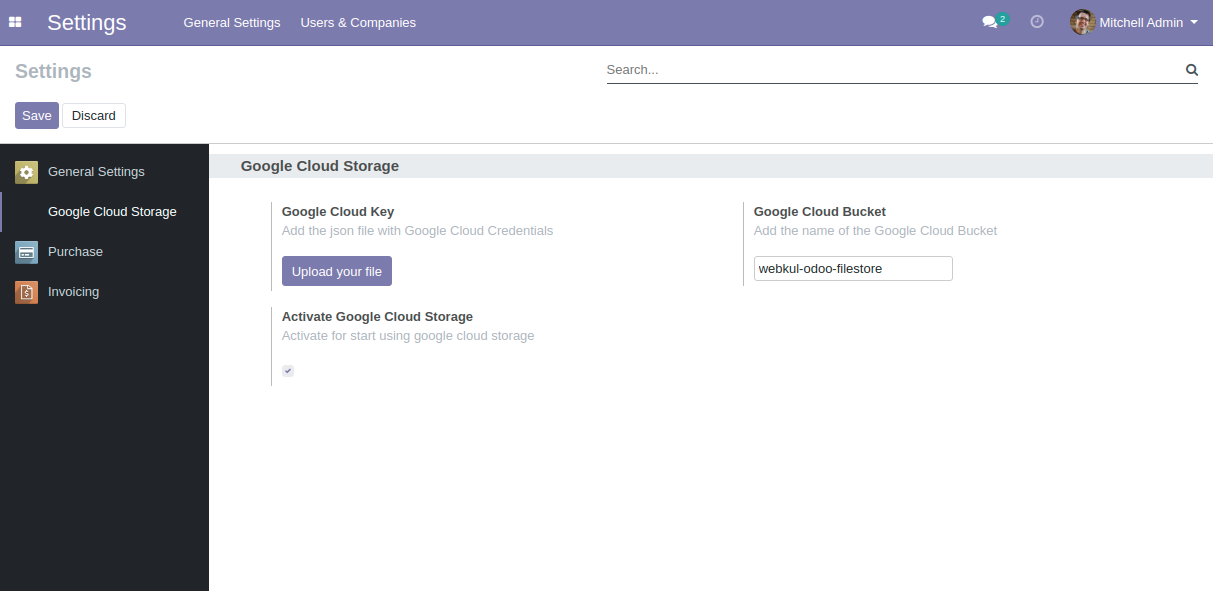 Settings General Settings Users & Companies 2 Mitchell Admin
Settings Search...
Save Discard
General Settings
Google Cloud Storage
Purchase
Invoicing
Google Cloud Storage
Google Cloud Key
Add the json file with Google Cloud Credentials
Upload your file
Google Cloud Bucket
Add the name of the Google Cloud Bucket
webkul-odoo-filestore
Activate Google Cloud Storage
Activate for start using google cloud storage